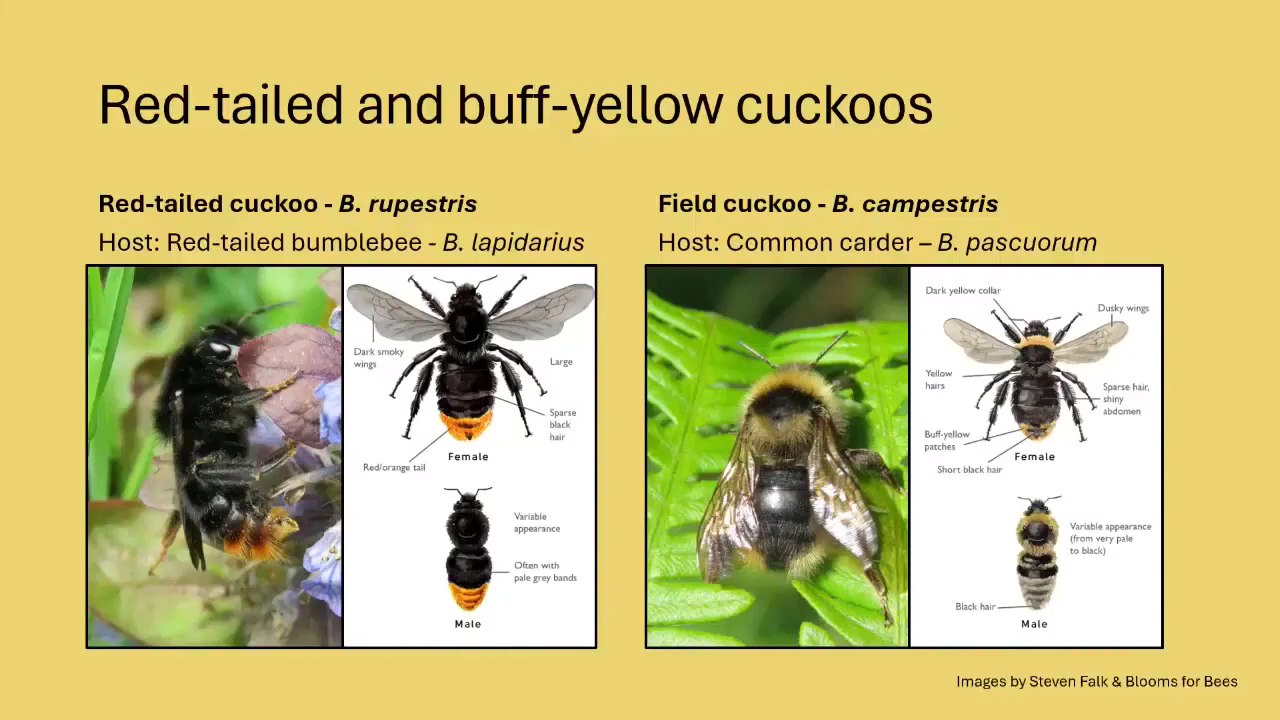 Red-tailed and buff-yellow cuckoos
Red-tailed cuckoo - B. rupestris
Host: Red-tailed bumblebee - B. lapidarius
Dark smoky
wings
Large
Sparse
black
hair
Red/orange tail
Female
Variable
appearance
Often with
pale grey bands
Male
Field cuckoo - B. campestris
Host: Common carder – B. pascuorum
Dark yellow collar
Dusky wings
Yellow
hairs
Sparse hair,
shiny
abdomen
Buff-yellow
patches
Short black hair
Female
Variable appearance
(from very pale
to black)
Black hair
Male
Images by Steven Falk & Blooms for Bees